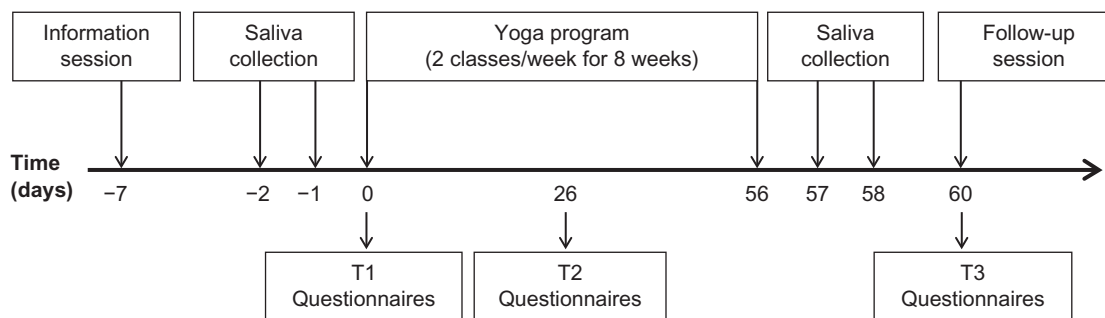 Information
session
Saliva
collection
Yoga program
(2 classes/week for 8 weeks)
Saliva
collection
Follow-up
session
Time
(days)
−7
−2
−1
0
26
56
57
58
60
T1
Questionnaires
T2
Questionnaires
T3
Questionnaires